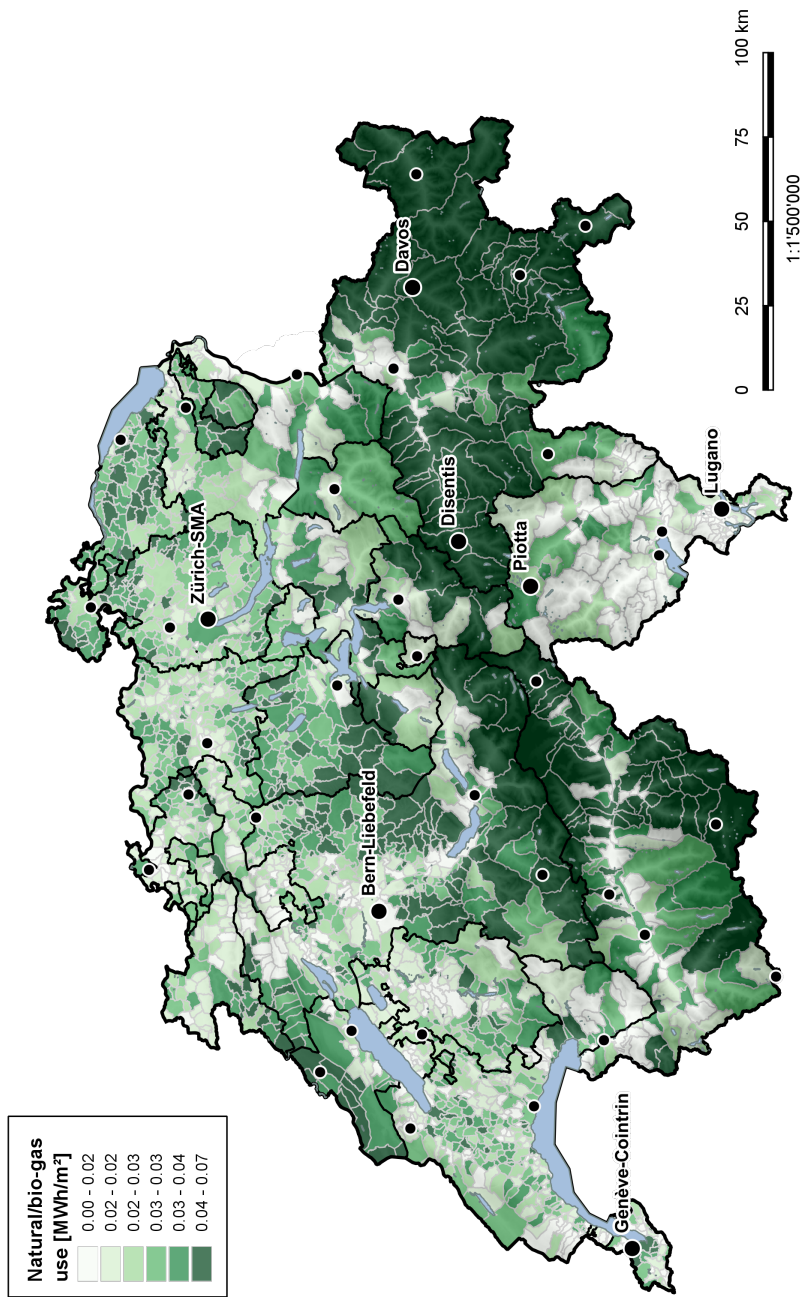 Natural/bio-gas
use [MWh/m²]
0.00 - 0.02
0.02 - 0.02
0.02 - 0.03
0.03 - 0.03
0.03 - 0.04
0.04 - 0.07
Zürich-SMA
Bern-Liebefeld
Davos
Disentis
Piotta
Genève-Cointrin
Lugano
0 25 50 75 100 km
1:1'500'000